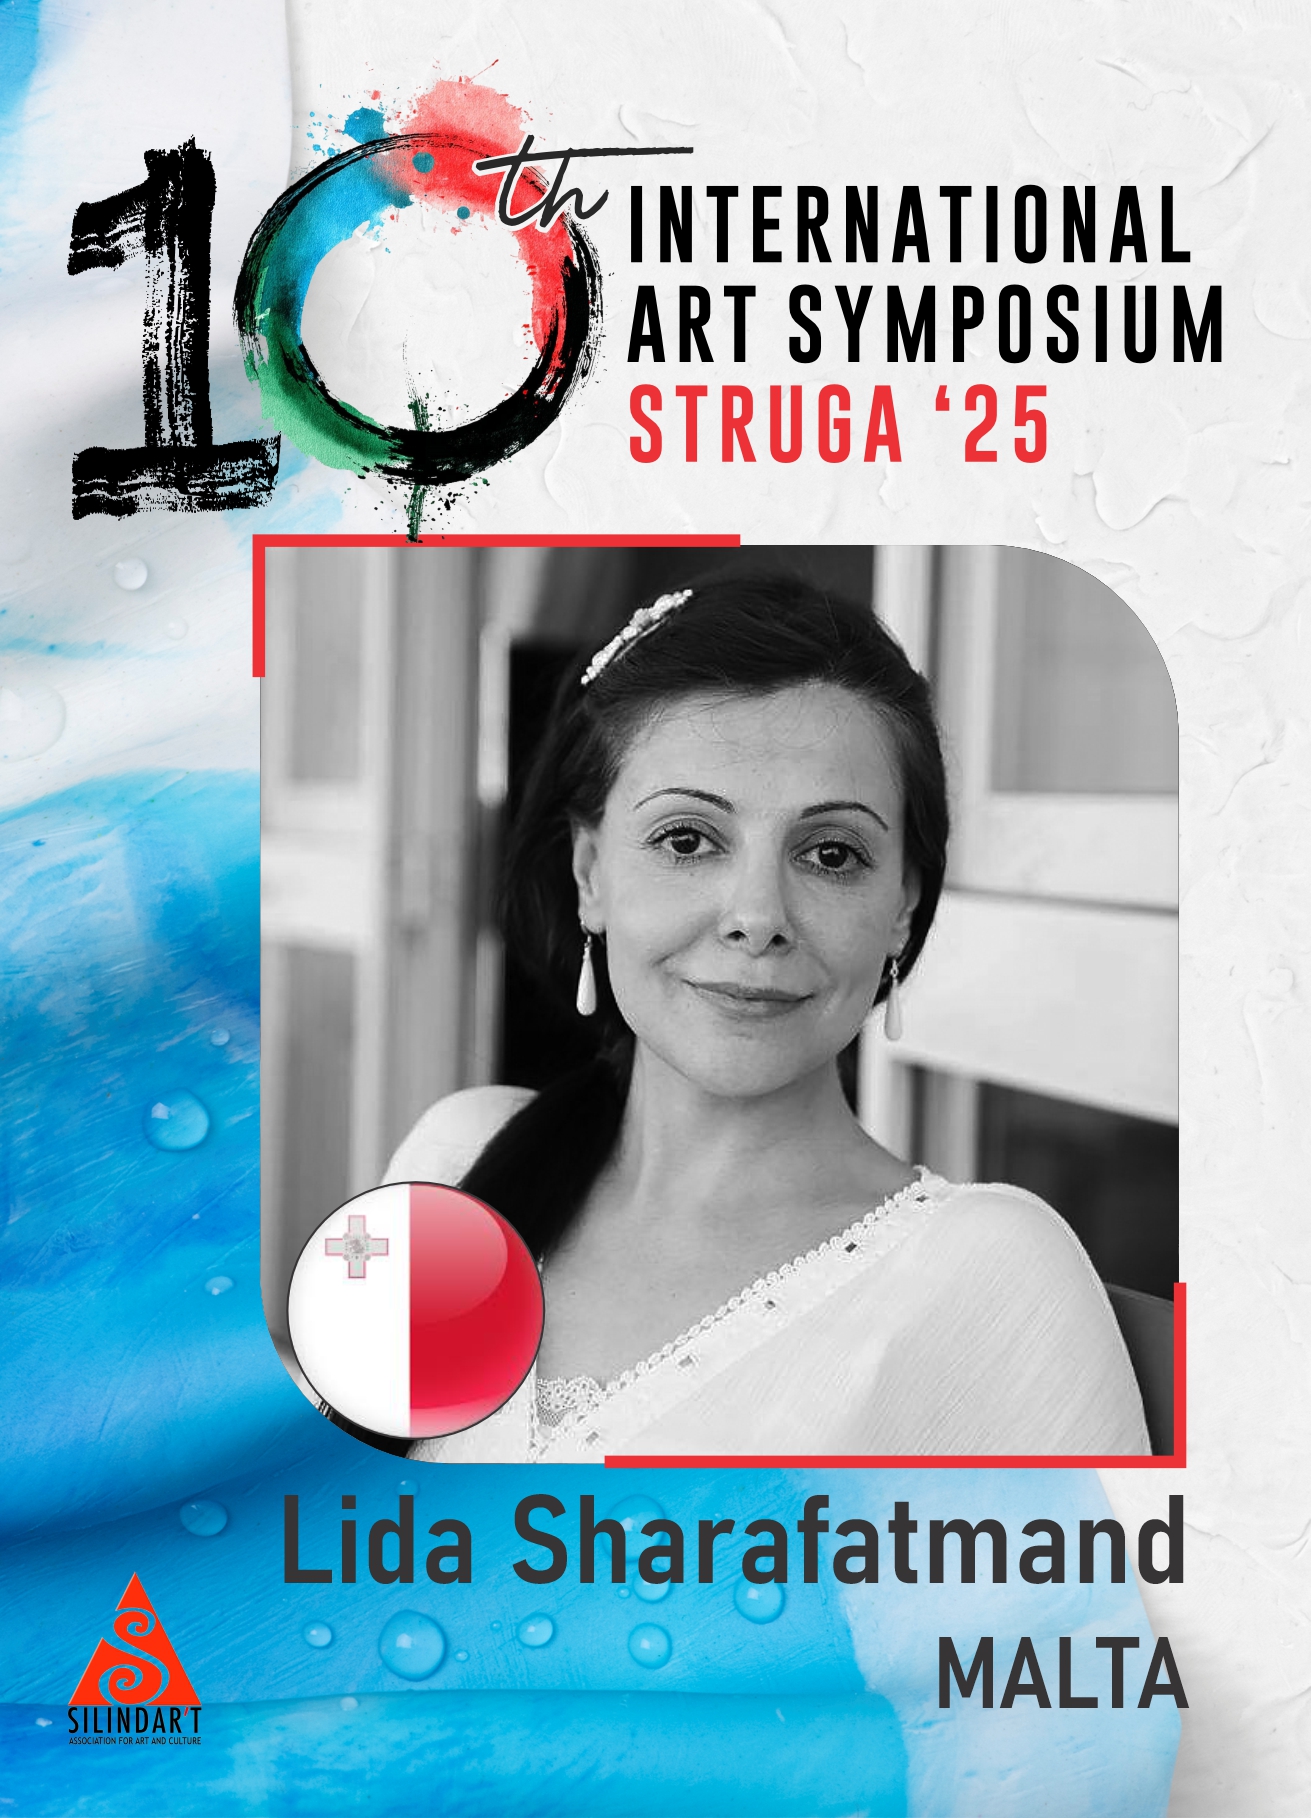 10th
INTERNATIONAL
ART SYMPOSIUM
STRUGA ‘25
Lida Sharafatmand
MALTA
SILINDAR'T
ASSOCIATION FOR ART AND CULTURE